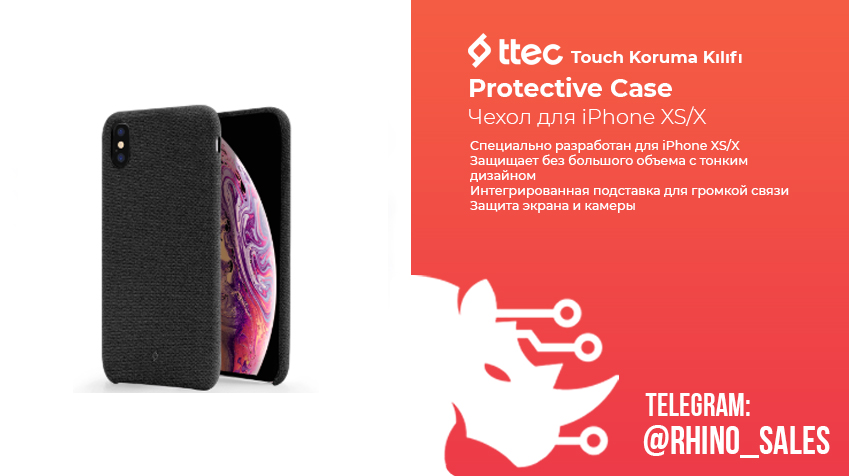 ttec Touch Koruma Kılıfı
Protective Case
Чехол для iPhone XS/X
Специально разработан для iPhone XS/X
Защищает без большого объема с тонким
дизайном
Интегрированная подставка для громкой связи
Защита экрана и камеры
TELEGRAM:
@RHINO_SALES